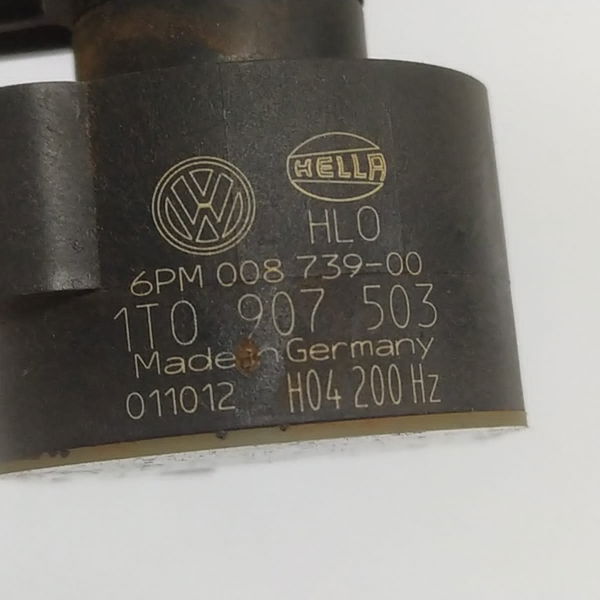 VW
HELLA
HLO
6PM 008 739-00
1T0 907 503
Made in Germany
011012 H04 200 Hz